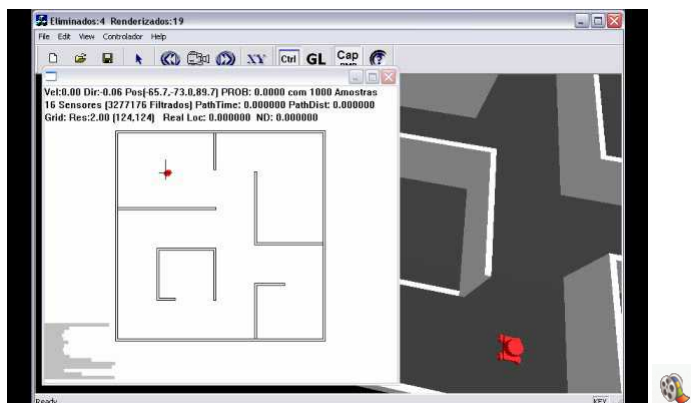 Eliminados:4 Renderizados:19
File Edit View Controlador Help
XY Ctrl GL Cap
Vel:0.00 Dir:-0.06 Pos(-65.7,-73.0,89.7) PROB: 0.0000 com 1000 Amostras
16 Sensores (3277176 Filtrados) PathTime: 0.000000 PathDist: 0.000000
Grid: Res:2.00 (124,124) Real Loc: 0.000000 ND: 0.000000
Ready